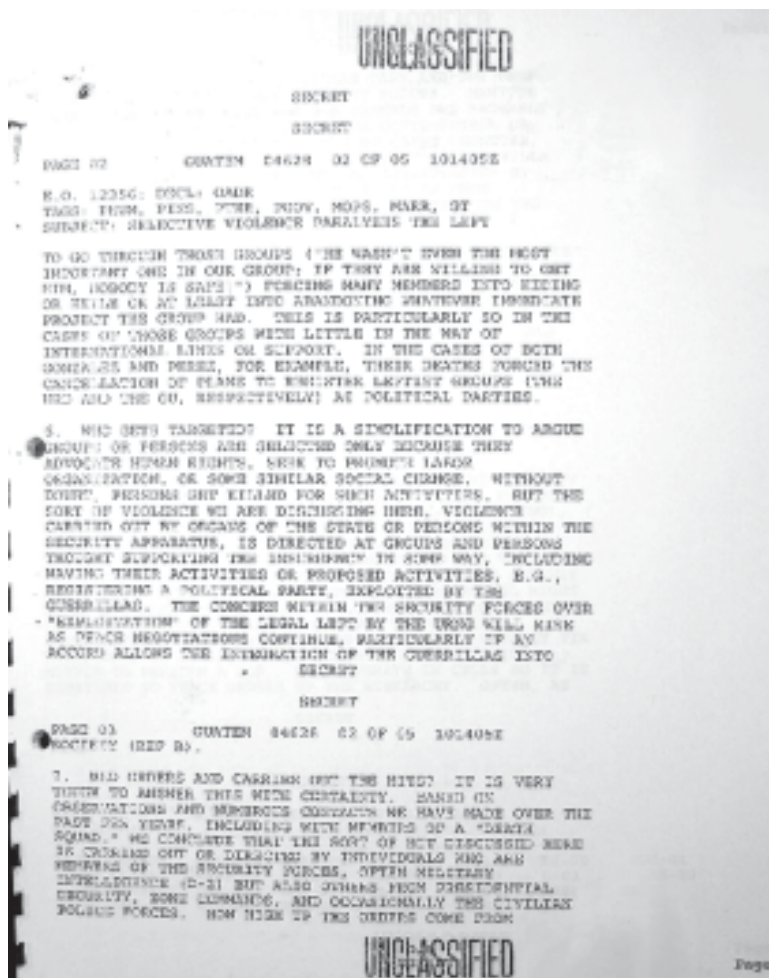 UNCLASSIFIED
SECRET
SECRET
PAGE 02 GUATEM 04628 02 OF 05 101405Z
E.O. 12356: DECL: OADR
TAGS: PHUM, PINS, PTER, PGOV, MOPS, MARR, GT
SUBJECT: SELECTIVE VIOLENCE PARALYZES THE LEFT
TO GO THROUGH THOSE GROUPS ("HE WASN'T EVEN THE MOST
IMPORTANT ONE IN OUR GROUP; IF THEY ARE WILLING TO GET
HIM, NOBODY IS SAFE") FORCING MANY MEMBERS INTO HIDING
OR EXILE OR AT LEAST INTO ABANDONING WHATEVER IMMEDIATE
PROJECT THE GROUP HAD. THIS IS PARTICULARLY SO IN THE
CASES OF THOSE GROUPS WITH LITTLE IN THE WAY OF
INTERNATIONAL LINKS OR SUPPORT. IN THE CASES OF BOTH
GONZALES AND PEREZ, FOR EXAMPLE, THEIR DEATHS FORCED THE
CANCELLATION OF PLANS TO REGISTER LEFTIST GROUPS (THE
AND THE RESPECTIVELY) AS POLITICAL PARTIES.
WHO GETS TARGETED? IT IS A SIMPLIFICATION TO ARGUE
GROUPS OR PERSONS ARE SELECTED ONLY BECAUSE THEY
ADVOCATE HUMAN RIGHTS, SEEK TO PROMOTE LABOR
ORGANIZATION, OR SOME SIMILAR SOCIAL CHANGE. WITHOUT
DOUBT, PERSONS GET KILLED FOR SUCH ACTIVITIES. BUT THE
SORT OF VIOLENCE WE ARE DISCUSSING HERE, VIOLENCE
CARRIED OUT BY ORGANS OF THE STATE OR PERSONS WITHIN THE
SECURITY APPARATUS, IS DIRECTED AT GROUPS AND PERSONS
THOUGHT SUPPORTING THE INSURGENCY IN SOME WAY, INCLUDING
HAVING THEIR ACTIVITIES OR PROPOSED ACTIVITIES, E.G.,
REGISTERING A POLITICAL PARTY, EXPLOITED BY THE
GUERRILLAS. THE CONCERN WITHIN THE SECURITY FORCES OVER
"EXPLOITATION" OF THE LEGAL LEFT BY THE URNG WILL RISE
AS PEACE NEGOTIATIONS CONTINUE, PARTICULARLY IF AN
ACCORD ALLOWS THE INTEGRATION OF THE GUERRILLAS INTO
SECRET
SECRET
PAGE 03 GUATEM 04628 02 OF 05 101405Z
SOCIETY (REF B).
7. WHO ORDERS AND CARRIES OUT THE HITS? IT IS VERY
TOUGH TO ANSWER THIS WITH CERTAINTY. BASED ON
OBSERVATIONS AND NUMEROUS CONTACTS WE HAVE MADE OVER THE
PAST YEARS, INCLUDING WITH MEMBERS OF A "DEATH
SQUAD," WE CONCLUDE THAT THE SORT OF HIT DISCUSSED HERE
IS CARRIED OUT OR DIRECTED BY INDIVIDUALS WHO ARE
MEMBERS OF THE SECURITY FORCES, OFTEN MILITARY
INTELLIGENCE (D-2) BUT ALSO OTHERS FROM PRESIDENTIAL
SECURITY, ZONE COMMANDS, AND OCCASIONALLY THE CIVILIAN
POLICE FORCES. HOW HIGH UP THE ORDERS COME FROM
UNCLASSIFIED
Page